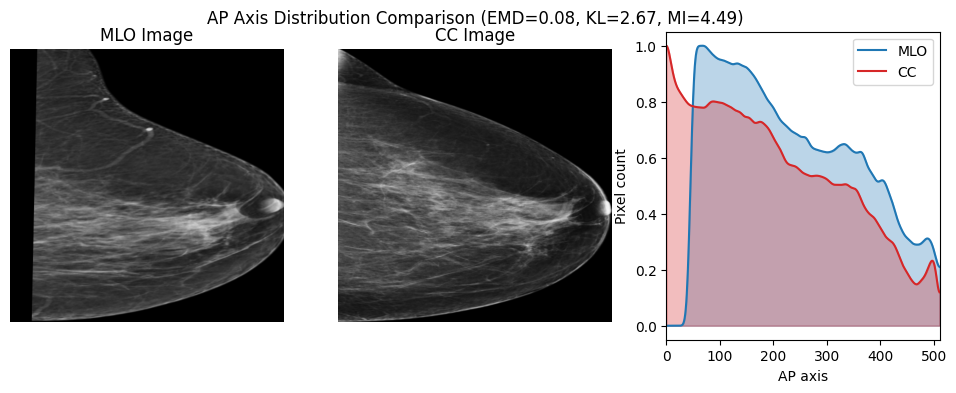 AP Axis Distribution Comparison (EMD=0.08, KL=2.67, MI=4.49)
MLO Image
CC Image
MLO
CC
Pixel count
1.0
0.8
0.6
0.4
0.2
0.0
0 100 200 300 400 500
AP axis